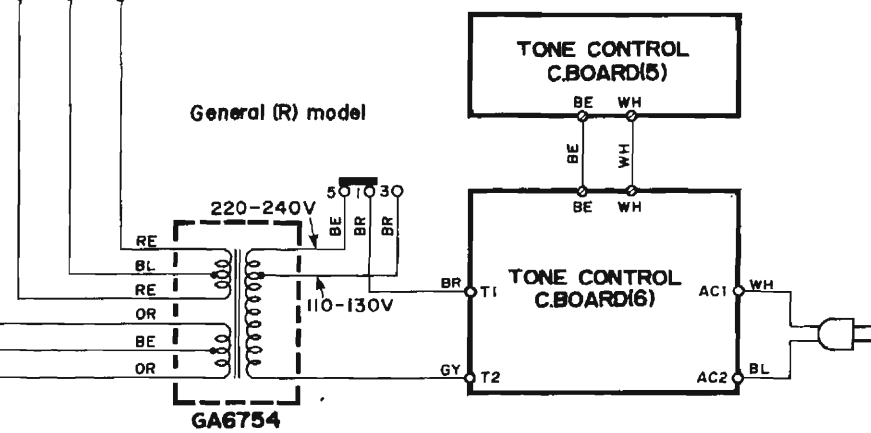 TONE CONTROL
C.BOARD(5)
BE WH
General (R) model
BE
WH
5 1 3
BE WH
220-240V
BE
BR
BR
RE
BL
RE
OR
BE
OR
110-130V
BR
T1
TONE CONTROL
C.BOARD(6)
AC1
WH
GY
T2
AC2
BL
GA6754